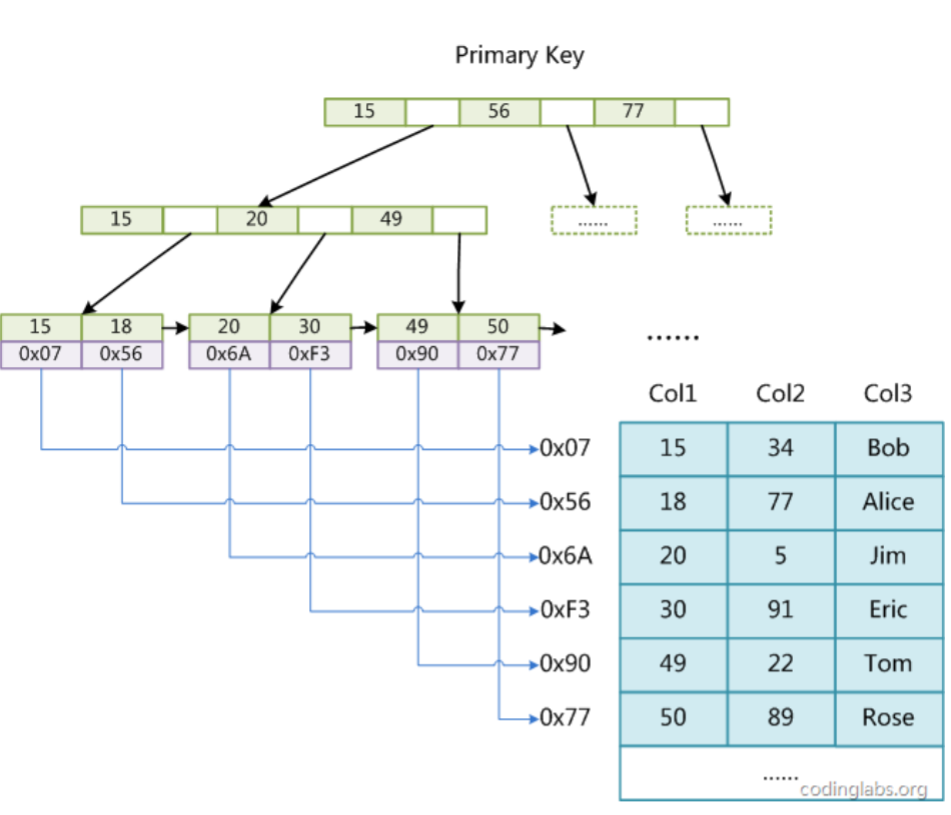 Primary Key
15 56 77
15 20 49
...... ......
15 18 20 30 49 50
0x07 0x56 0x6A 0xF3 0x90 0x77
......
Col1 Col2 Col3
0x07 15 34 Bob
0x56 18 77 Alice
0x6A 20 5 Jim
0xF3 30 91 Eric
0x90 49 22 Tom
0x77 50 89 Rose
......
codinglabs.org